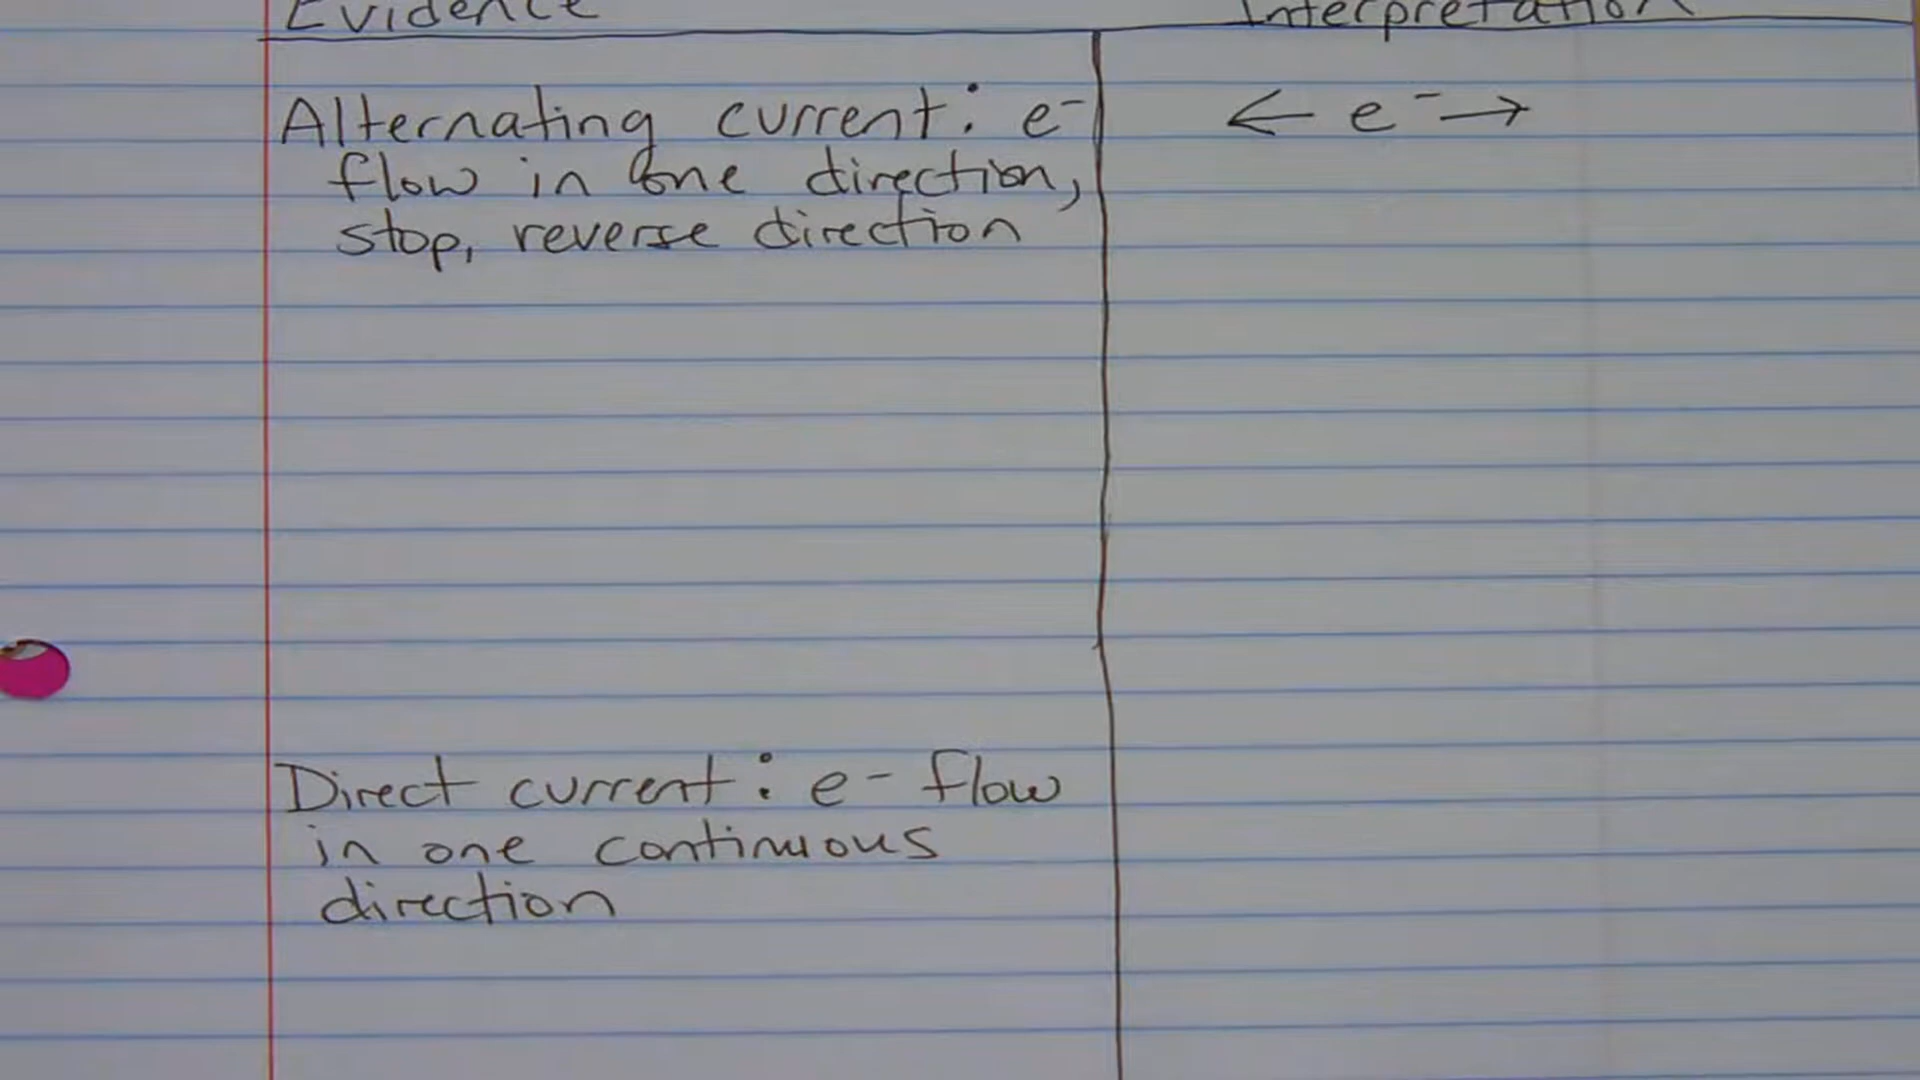 Evidence Interpretation
Alternating current: e⁻ ← e⁻ →
flow in one direction,
stop, reverse direction
Direct current: e- flow
in one continuous
direction